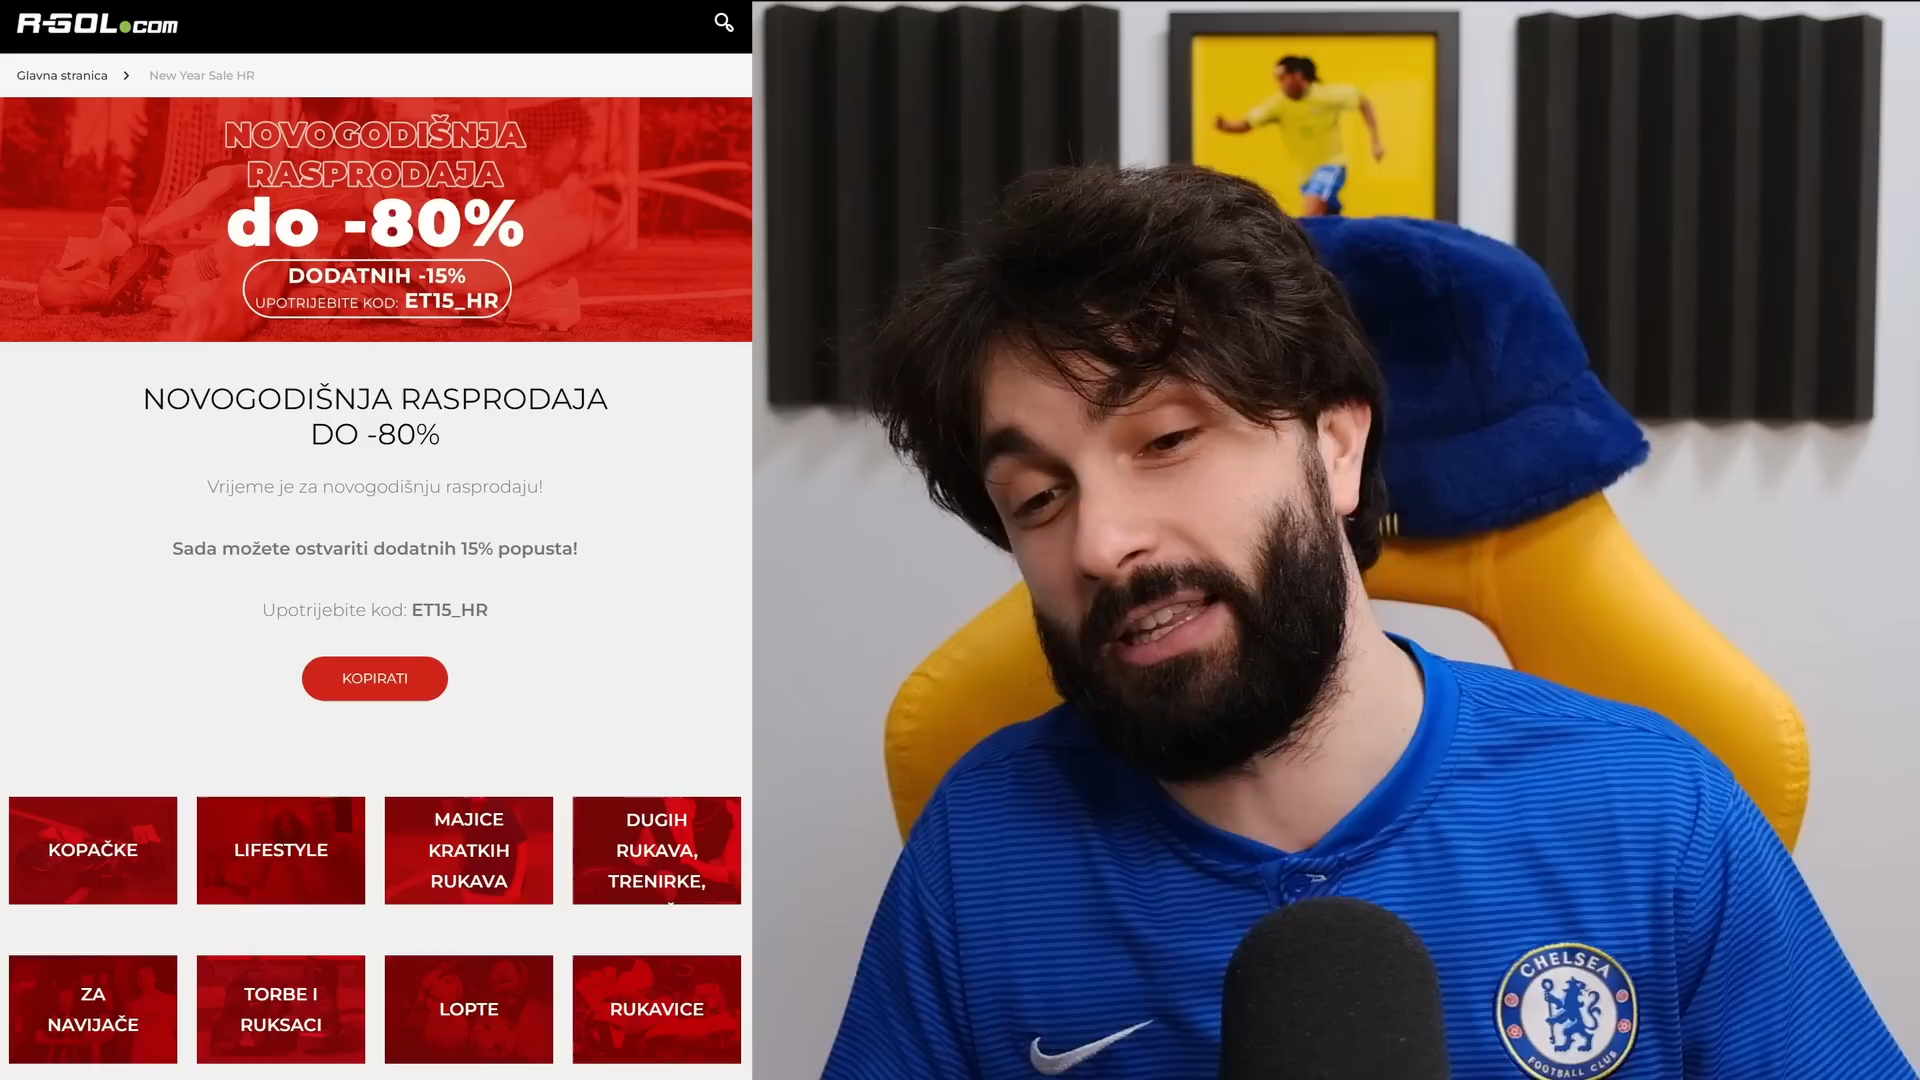 R-GOL.COM
Glavna stranica > New Year Sale HR
NOVOGODIŠNJA
RASPRODAJA
do -80%
DODATNIH -15%
UPOTRIJEBITE KOD: ET15_HR
NOVOGODIŠNJA RASPRODAJA
DO -80%
Vrijeme je za novogodišnju rasprodaju!
Sada možete ostvariti dodatnih 15% popusta!
Upotrijebite kod: ET15_HR
KOPIRATI
KOPAČKE
LIFESTYLE
MAJICE
KRATKIH
RUKAVA
DUGIH
RUKAVA,
TRENIRKE,
ZA
NAVIJAČE
TORBE I
RUKSACI
LOPTE
RUKAVICE
CHELSEA
FOOTBALL CLUB